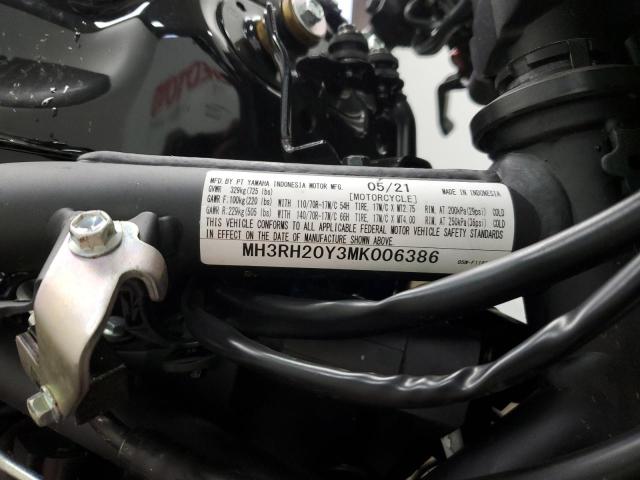 MOTOR
MFD. BY PT YAMAHA INDONESIA MOTOR MFG. 05/21 MADE IN INDONESIA
GVWR 329kg(725 lbs) [MOTORCYCLE]
GAWR F.100kg(220 lbs) WITH 110/70R-17M/C 54H TIRE, 17M/C X MT2.75 RIM, AT 200kPa(29psi) COLD
GAWR R.229kg(505 lbs) WITH 140/70R-17M/C 66H TIRE, 17M/C X MT4.00 RIM, AT 250kPa(36psi) COLD
THIS VEHICLE CONFORMS TO ALL APPLICABLE FEDERAL MOTOR VEHICLE SAFETY STANDARDS
IN EFFECT ON THE DATE OF MANUFACTURE SHOWN ABOVE.
MH3RH20Y3MK006386